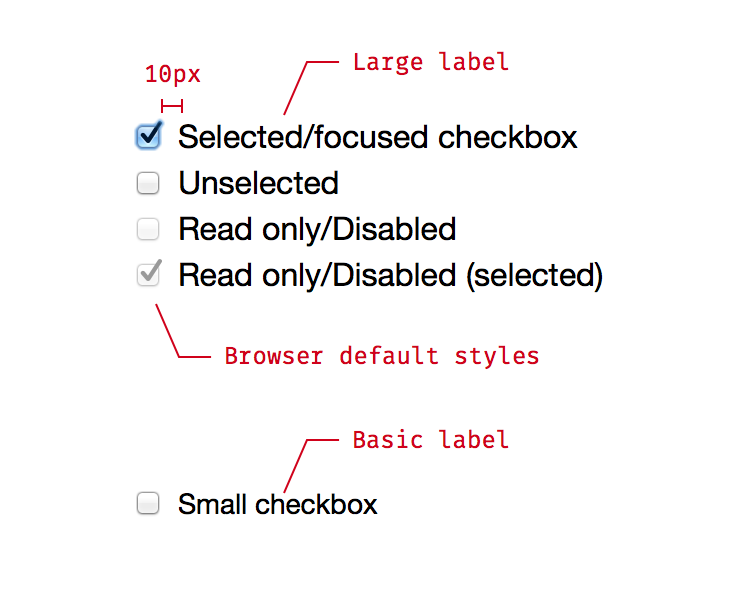 Large label
10px
Selected/focused checkbox
Unselected
Read only/Disabled
Read only/Disabled (selected)
Browser default styles
Basic label
Small checkbox